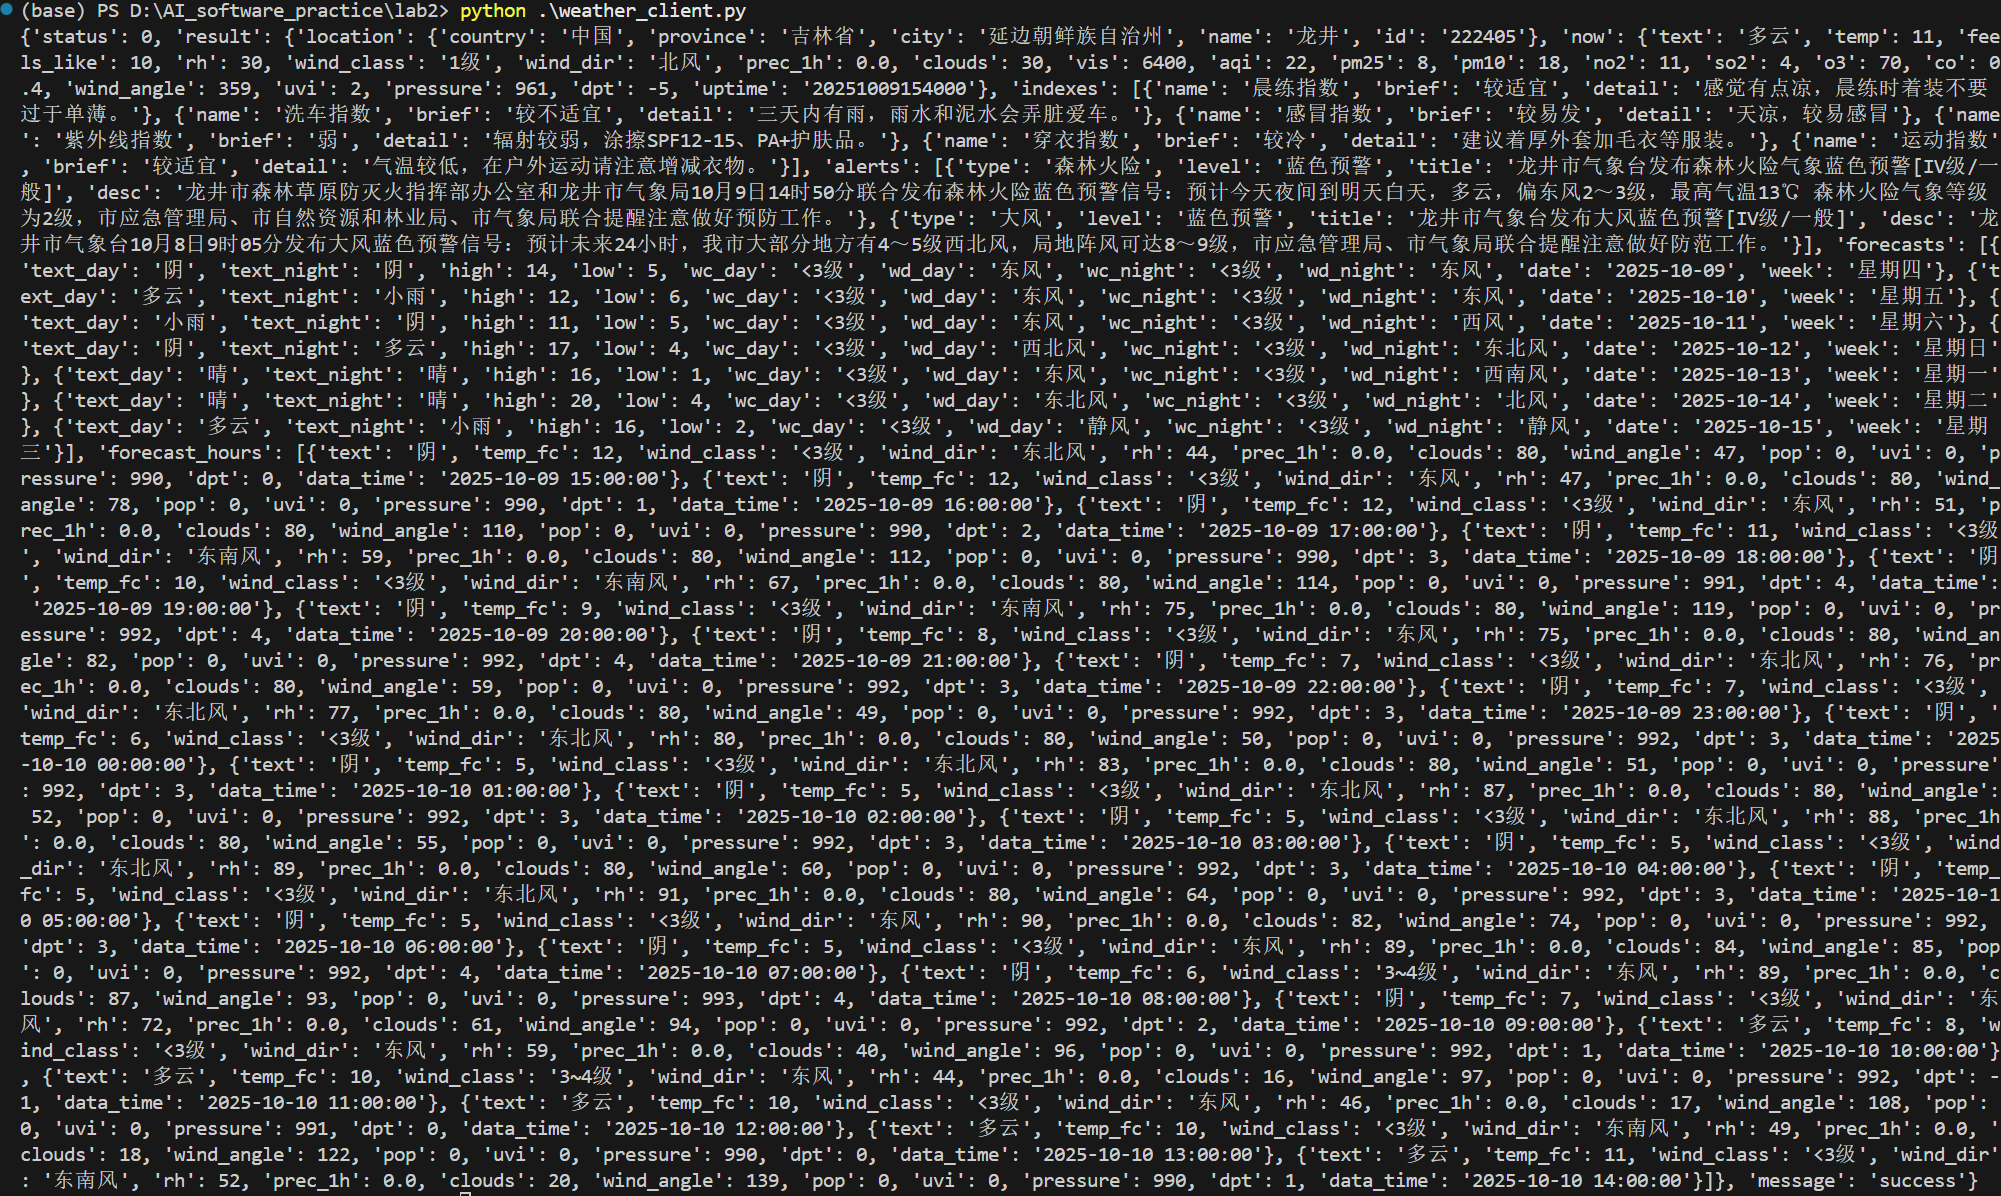 (base) PS D:\AI_software_practice\lab2> python .\weather_client.py
{'status': 0, 'result': {'location': {'country': '中国', 'province': '吉林省', 'city': '延边朝鲜族自治州', 'name': '龙井', 'id': '222405'}, 'now': {'text': '多云', 'temp': 11, 'fee
ls_like': 10, 'rh': 30, 'wind_class': '1级', 'wind_dir': '北风', 'prec_1h': 0.0, 'clouds': 30, 'vis': 6400, 'aqi': 22, 'pm25': 8, 'pm10': 18, 'no2': 11, 'so2': 4, 'o3': 70, 'co': 0
.4, 'wind_angle': 359, 'uvi': 2, 'pressure': 961, 'dpt': -5, 'uptime': '20251009154000'}, 'indexes': [{'name': '晨练指数', 'brief': '较适宜', 'detail': '感觉有点凉，晨练时着装不要
过于单薄。'}, {'name': '洗车指数', 'brief': '较不适宜', 'detail': '三天内有雨，雨水和泥水会弄脏爱车。'}, {'name': '感冒指数', 'brief': '较易发', 'detail': '天凉，较易感冒'}, {'name
': '紫外线指数', 'brief': '弱', 'detail': '辐射较弱，涂擦SPF12-15、PA+护肤品。'}, {'name': '穿衣指数', 'brief': '较冷', 'detail': '建议着厚外套加毛衣等服装。'}, {'name': '运动指数'
, 'brief': '较适宜', 'detail': '气温较低，在户外运动请注意增减衣物。'}], 'alerts': [{'type': '森林火险', 'level': '蓝色预警', 'title': '龙井市气象台发布森林火险气象蓝色预警[IV级/一
般]', 'desc': '龙井市森林草原防灭火指挥部办公室和龙井市气象局10月9日14时50分联合发布森林火险蓝色预警信号：预计今天夜间到明天白天，多云，偏东风2～3级，最高气温13℃ 森林火险气象等级
为2级，市应急管理局、市自然资源和林业局、市气象局联合提醒注意做好预防工作。'}, {'type': '大风', 'level': '蓝色预警', 'title': '龙井市气象台发布大风蓝色预警[IV级/一般]', 'desc': '龙
井市气象台10月8日9时05分发布大风蓝色预警信号：预计未来24小时，我市大部分地方有4～5级西北风，局地阵风可达8～9级，市应急管理局、市气象局联合提醒注意做好防范工作。'}], 'forecasts': [{
'text_day': '阴', 'text_night': '阴', 'high': 14, 'low': 5, 'wc_day': '<3级', 'wd_day': '东风', 'wc_night': '<3级', 'wd_night': '东风', 'date': '2025-10-09', 'week': '星期四'}, {'t
ext_day': '多云', 'text_night': '小雨', 'high': 12, 'low': 6, 'wc_day': '<3级', 'wd_day': '东风', 'wc_night': '<3级', 'wd_night': '东风', 'date': '2025-10-10', 'week': '星期五'}, {
'text_day': '小雨', 'text_night': '阴', 'high': 11, 'low': 5, 'wc_day': '<3级', 'wd_day': '东风', 'wc_night': '<3级', 'wd_night': '西风', 'date': '2025-10-11', 'week': '星期六'}, {
'text_day': '阴', 'text_night': '多云', 'high': 17, 'low': 4, 'wc_day': '<3级', 'wd_day': '西北风', 'wc_night': '<3级', 'wd_night': '东北风', 'date': '2025-10-12', 'week': '星期日'
}, {'text_day': '晴', 'text_night': '晴', 'high': 16, 'low': 1, 'wc_day': '<3级', 'wd_day': '东风', 'wc_night': '<3级', 'wd_night': '西南风', 'date': '2025-10-13', 'week': '星期一'
}, {'text_day': '晴', 'text_night': '晴', 'high': 20, 'low': 4, 'wc_day': '<3级', 'wd_day': '东北风', 'wc_night': '<3级', 'wd_night': '北风', 'date': '2025-10-14', 'week': '星期二'
}, {'text_day': '多云', 'text_night': '小雨', 'high': 16, 'low': 2, 'wc_day': '<3级', 'wd_day': '静风', 'wc_night': '<3级', 'wd_night': '静风', 'date': '2025-10-15', 'week': '星期
三'}], 'forecast_hours': [{'text': '阴', 'temp_fc': 12, 'wind_class': '<3级', 'wind_dir': '东北风', 'rh': 44, 'prec_1h': 0.0, 'clouds': 80, 'wind_angle': 47, 'pop': 0, 'uvi': 0, 'p
ressure': 990, 'dpt': 0, 'data_time': '2025-10-09 15:00:00'}, {'text': '阴', 'temp_fc': 12, 'wind_class': '<3级', 'wind_dir': '东风', 'rh': 47, 'prec_1h': 0.0, 'clouds': 80, 'wind_
angle': 78, 'pop': 0, 'uvi': 0, 'pressure': 990, 'dpt': 1, 'data_time': '2025-10-09 16:00:00'}, {'text': '阴', 'temp_fc': 12, 'wind_class': '<3级', 'wind_dir': '东风', 'rh': 51, 'p
rec_1h': 0.0, 'clouds': 80, 'wind_angle': 110, 'pop': 0, 'uvi': 0, 'pressure': 990, 'dpt': 2, 'data_time': '2025-10-09 17:00:00'}, {'text': '阴', 'temp_fc': 11, 'wind_class': '<3级
', 'wind_dir': '东南风', 'rh': 59, 'prec_1h': 0.0, 'clouds': 80, 'wind_angle': 112, 'pop': 0, 'uvi': 0, 'pressure': 990, 'dpt': 3, 'data_time': '2025-10-09 18:00:00'}, {'text': '阴
', 'temp_fc': 10, 'wind_class': '<3级', 'wind_dir': '东南风', 'rh': 67, 'prec_1h': 0.0, 'clouds': 80, 'wind_angle': 114, 'pop': 0, 'uvi': 0, 'pressure': 991, 'dpt': 4, 'data_time':
 '2025-10-09 19:00:00'}, {'text': '阴', 'temp_fc': 9, 'wind_class': '<3级', 'wind_dir': '东南风', 'rh': 75, 'prec_1h': 0.0, 'clouds': 80, 'wind_angle': 119, 'pop': 0, 'uvi': 0, 'pr
essure': 992, 'dpt': 4, 'data_time': '2025-10-09 20:00:00'}, {'text': '阴', 'temp_fc': 8, 'wind_class': '<3级', 'wind_dir': '东风', 'rh': 75, 'prec_1h': 0.0, 'clouds': 80, 'wind_an
gle': 82, 'pop': 0, 'uvi': 0, 'pressure': 992, 'dpt': 4, 'data_time': '2025-10-09 21:00:00'}, {'text': '阴', 'temp_fc': 7, 'wind_class': '<3级', 'wind_dir': '东北风', 'rh': 76, 'pr
ec_1h': 0.0, 'clouds': 80, 'wind_angle': 59, 'pop': 0, 'uvi': 0, 'pressure': 992, 'dpt': 3, 'data_time': '2025-10-09 22:00:00'}, {'text': '阴', 'temp_fc': 7, 'wind_class': '<3级', 
'wind_dir': '东北风', 'rh': 77, 'prec_1h': 0.0, 'clouds': 80, 'wind_angle': 49, 'pop': 0, 'uvi': 0, 'pressure': 992, 'dpt': 3, 'data_time': '2025-10-09 23:00:00'}, {'text': '阴', '
temp_fc': 6, 'wind_class': '<3级', 'wind_dir': '东北风', 'rh': 80, 'prec_1h': 0.0, 'clouds': 80, 'wind_angle': 50, 'pop': 0, 'uvi': 0, 'pressure': 992, 'dpt': 3, 'data_time': '2025
-10-10 00:00:00'}, {'text': '阴', 'temp_fc': 5, 'wind_class': '<3级', 'wind_dir': '东北风', 'rh': 83, 'prec_1h': 0.0, 'clouds': 80, 'wind_angle': 51, 'pop': 0, 'uvi': 0, 'pressure'
: 992, 'dpt': 3, 'data_time': '2025-10-10 01:00:00'}, {'text': '阴', 'temp_fc': 5, 'wind_class': '<3级', 'wind_dir': '东北风', 'rh': 87, 'prec_1h': 0.0, 'clouds': 80, 'wind_angle':
 52, 'pop': 0, 'uvi': 0, 'pressure': 992, 'dpt': 3, 'data_time': '2025-10-10 02:00:00'}, {'text': '阴', 'temp_fc': 5, 'wind_class': '<3级', 'wind_dir': '东北风', 'rh': 88, 'prec_1h
': 0.0, 'clouds': 80, 'wind_angle': 55, 'pop': 0, 'uvi': 0, 'pressure': 992, 'dpt': 3, 'data_time': '2025-10-10 03:00:00'}, {'text': '阴', 'temp_fc': 5, 'wind_class': '<3级', 'wind
_dir': '东北风', 'rh': 89, 'prec_1h': 0.0, 'clouds': 80, 'wind_angle': 60, 'pop': 0, 'uvi': 0, 'pressure': 992, 'dpt': 3, 'data_time': '2025-10-10 04:00:00'}, {'text': '阴', 'temp_
fc': 5, 'wind_class': '<3级', 'wind_dir': '东北风', 'rh': 91, 'prec_1h': 0.0, 'clouds': 80, 'wind_angle': 64, 'pop': 0, 'uvi': 0, 'pressure': 992, 'dpt': 3, 'data_time': '2025-10-1
0 05:00:00'}, {'text': '阴', 'temp_fc': 5, 'wind_class': '<3级', 'wind_dir': '东风', 'rh': 90, 'prec_1h': 0.0, 'clouds': 82, 'wind_angle': 74, 'pop': 0, 'uvi': 0, 'pressure': 992,
'dpt': 3, 'data_time': '2025-10-10 06:00:00'}, {'text': '阴', 'temp_fc': 5, 'wind_class': '<3级', 'wind_dir': '东风', 'rh': 89, 'prec_1h': 0.0, 'clouds': 84, 'wind_angle': 85, 'pop
': 0, 'uvi': 0, 'pressure': 992, 'dpt': 4, 'data_time': '2025-10-10 07:00:00'}, {'text': '阴', 'temp_fc': 6, 'wind_class': '3~4级', 'wind_dir': '东风', 'rh': 89, 'prec_1h': 0.0, 'c
louds': 87, 'wind_angle': 93, 'pop': 0, 'uvi': 0, 'pressure': 993, 'dpt': 4, 'data_time': '2025-10-10 08:00:00'}, {'text': '阴', 'temp_fc': 7, 'wind_class': '<3级', 'wind_dir': '东
风', 'rh': 72, 'prec_1h': 0.0, 'clouds': 61, 'wind_angle': 94, 'pop': 0, 'uvi': 0, 'pressure': 992, 'dpt': 2, 'data_time': '2025-10-10 09:00:00'}, {'text': '多云', 'temp_fc': 8, 'w
ind_class': '<3级', 'wind_dir': '东风', 'rh': 59, 'prec_1h': 0.0, 'clouds': 40, 'wind_angle': 96, 'pop': 0, 'uvi': 0, 'pressure': 992, 'dpt': 1, 'data_time': '2025-10-10 10:00:00'}
, {'text': '多云', 'temp_fc': 10, 'wind_class': '3~4级', 'wind_dir': '东风', 'rh': 44, 'prec_1h': 0.0, 'clouds': 16, 'wind_angle': 97, 'pop': 0, 'uvi': 0, 'pressure': 992, 'dpt': -
1, 'data_time': '2025-10-10 11:00:00'}, {'text': '多云', 'temp_fc': 10, 'wind_class': '<3级', 'wind_dir': '东风', 'rh': 46, 'prec_1h': 0.0, 'clouds': 17, 'wind_angle': 108, 'pop':
0, 'uvi': 0, 'pressure': 991, 'dpt': 0, 'data_time': '2025-10-10 12:00:00'}, {'text': '多云', 'temp_fc': 10, 'wind_class': '<3级', 'wind_dir': '东南风', 'rh': 49, 'prec_1h': 0.0, '
clouds': 18, 'wind_angle': 122, 'pop': 0, 'uvi': 0, 'pressure': 990, 'dpt': 0, 'data_time': '2025-10-10 13:00:00'}, {'text': '多云', 'temp_fc': 11, 'wind_class': '<3级', 'wind_dir'
: '东南风', 'rh': 52, 'prec_1h': 0.0, 'clouds': 20, 'wind_angle': 139, 'pop': 0, 'uvi': 0, 'pressure': 990, 'dpt': 1, 'data_time': '2025-10-10 14:00:00'}]}, 'message': 'success'}